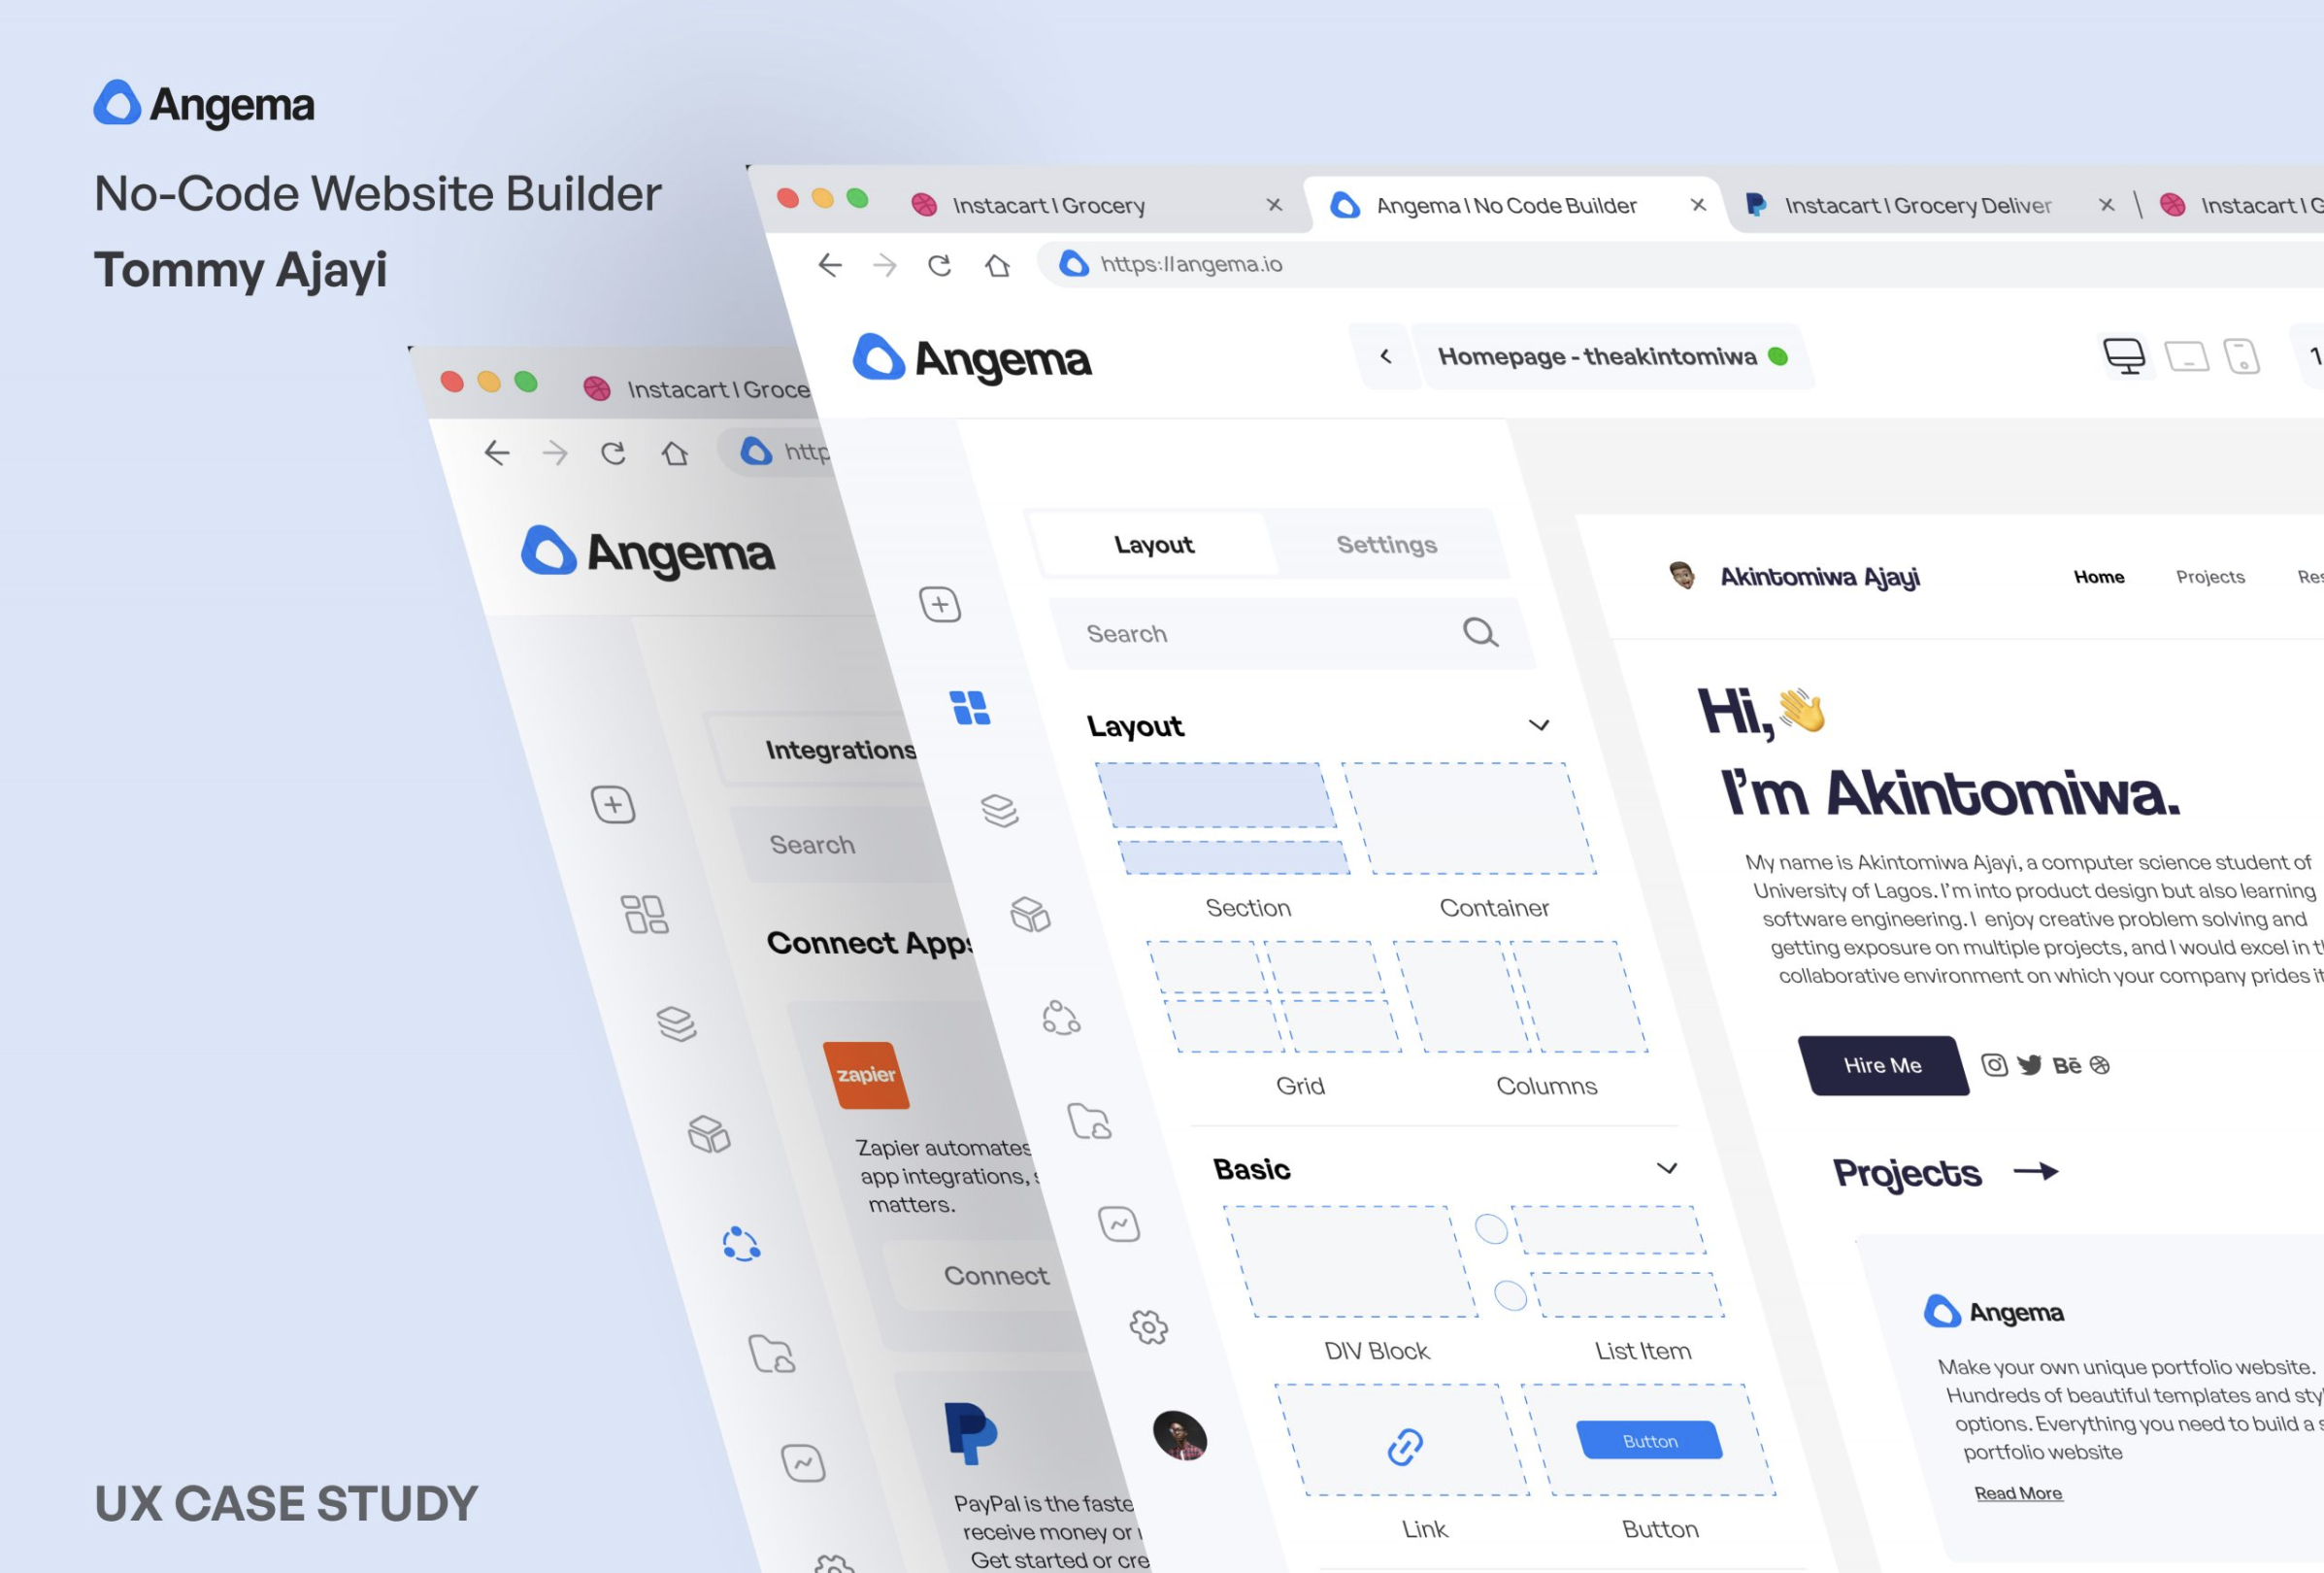 Angema
No-Code Website Builder
Tommy Ajayi
UX CASE STUDY
Instacart | Groce
http
Angema
Integrations
Search
Connect Apps
zapier
Zapier automates
app integrations, s
matters.
Connect
PayPal is the faste
receive money or
Get started or cre
Instacart | Grocery
Angema | No Code Builder
Instacart | Grocery Deliver
Instacart | G
https://angema.io
Angema
Homepage - theakintomiwa
1
Layout
Settings
Search
Layout
Section
Container
Grid
Columns
Basic
DIV Block
List Item
Link
Button
Button
Akintomiwa Ajayi
Home
Projects
Res
Hi,👋
I'm Akintomiwa.
My name is Akintomiwa Ajayi, a computer science student of
University of Lagos. I'm into product design but also learning
software engineering. I enjoy creative problem solving and
getting exposure on multiple projects, and I would excel in th
collaborative environment on which your company prides it
Hire Me
Bē
Projects →
Angema
Make your own unique portfolio website.
Hundreds of beautiful templates and sty
options. Everything you need to build a s
portfolio website
Read More